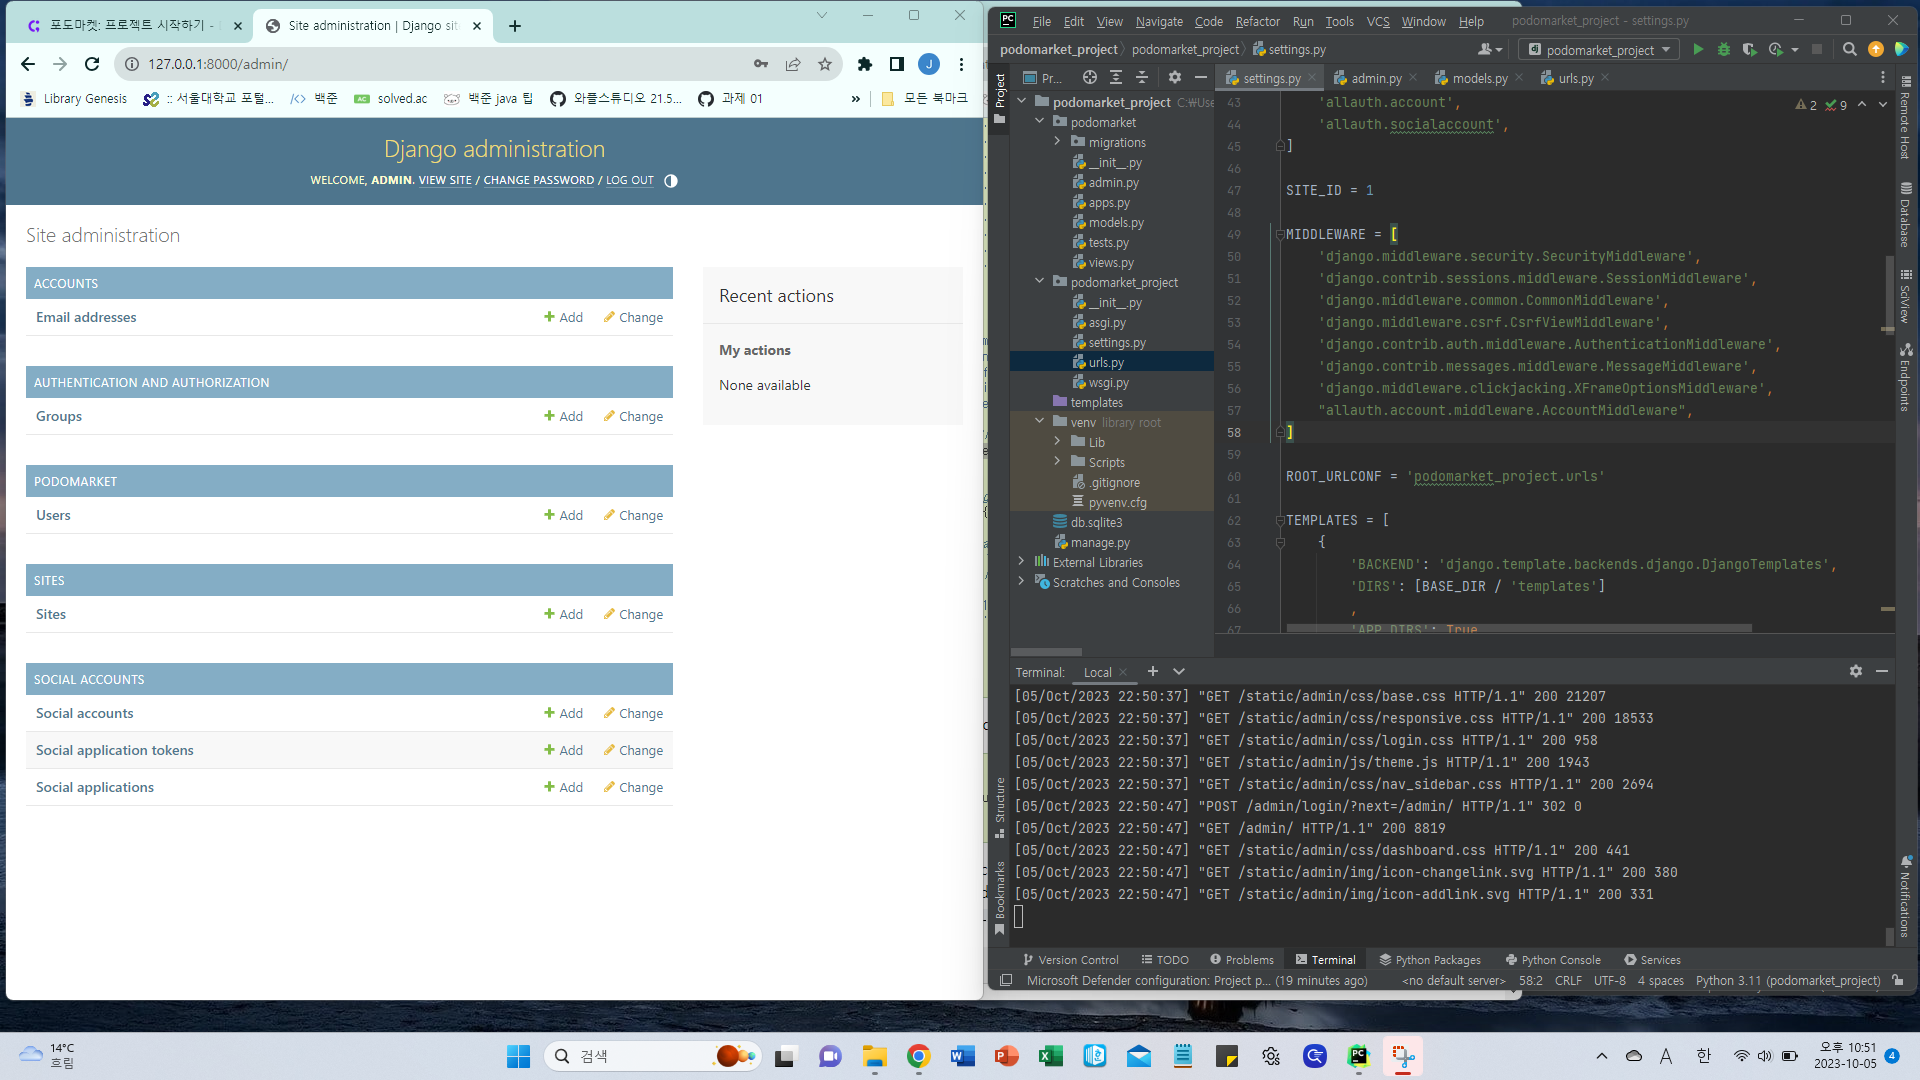 포도마켓: 프로젝트 시작하기 -
Site administration | Django sit
127.0.0.1:8000/admin/
J
Library Genesis
:: 서울대학교 포털...
백준
solved.ac
백준 java 팁
와플스튜디오 21.5...
과제 01
»
모든 북마크
Django administration
WELCOME, ADMIN. VIEW SITE / CHANGE PASSWORD / LOG OUT
Site administration
ACCOUNTS
Email addresses
Add
Change
AUTHENTICATION AND AUTHORIZATION
Groups
Add
Change
PODOMARKET
Users
Add
Change
SITES
Sites
Add
Change
SOCIAL ACCOUNTS
Social accounts
Add
Change
Social application tokens
Add
Change
Social applications
Add
Change
Recent actions
My actions
None available
PC
File Edit View Navigate Code Refactor Run Tools VCS Window Help
podomarket_project - settings.py
podomarket_project
podomarket_project
settings.py
podomarket_project
Project
Pr...
settings.py
admin.py
models.py
urls.py
podomarket_project C:₩Use
podomarket
migrations
__init__.py
admin.py
apps.py
models.py
tests.py
views.py
podomarket_project
__init__.py
asgi.py
settings.py
urls.py
wsgi.py
templates
venv library root
Lib
Scripts
.gitignore
pyvenv.cfg
db.sqlite3
manage.py
External Libraries
Scratches and Consoles
2
9
43 'allauth.account',
44 'allauth.socialaccount',
45 ]
46
47 SITE_ID = 1
48
49 MIDDLEWARE = [
50 'django.middleware.security.SecurityMiddleware',
51 'django.contrib.sessions.middleware.SessionMiddleware',
52 'django.middleware.common.CommonMiddleware',
53 'django.middleware.csrf.CsrfViewMiddleware',
54 'django.contrib.auth.middleware.AuthenticationMiddleware',
55 'django.contrib.messages.middleware.MessageMiddleware',
56 'django.middleware.clickjacking.XFrameOptionsMiddleware',
57 "allauth.account.middleware.AccountMiddleware",
58 ]
59
60 ROOT_URLCONF = 'podomarket_project.urls'
61
62 TEMPLATES = [
63 {
64 'BACKEND': 'django.template.backends.django.DjangoTemplates',
65 'DIRS': [BASE_DIR / 'templates']
66 ,
67 'APP_DIRS': True
Remote Host
Database
SciView
Endpoints
Notifications
Structure
Bookmarks
Terminal:
Local
[05/Oct/2023 22:50:37] "GET /static/admin/css/base.css HTTP/1.1" 200 21207
[05/Oct/2023 22:50:37] "GET /static/admin/css/responsive.css HTTP/1.1" 200 18533
[05/Oct/2023 22:50:37] "GET /static/admin/css/login.css HTTP/1.1" 200 958
[05/Oct/2023 22:50:37] "GET /static/admin/js/theme.js HTTP/1.1" 200 1943
[05/Oct/2023 22:50:37] "GET /static/admin/css/nav_sidebar.css HTTP/1.1" 200 2694
[05/Oct/2023 22:50:47] "POST /admin/login/?next=/admin/ HTTP/1.1" 302 0
[05/Oct/2023 22:50:47] "GET /admin/ HTTP/1.1" 200 8819
[05/Oct/2023 22:50:47] "GET /static/admin/css/dashboard.css HTTP/1.1" 200 441
[05/Oct/2023 22:50:47] "GET /static/admin/img/icon-changelink.svg HTTP/1.1" 200 380
[05/Oct/2023 22:50:47] "GET /static/admin/img/icon-addlink.svg HTTP/1.1" 200 331
Version Control
TODO
Problems
Terminal
Python Packages
Python Console
Services
Microsoft Defender configuration: Project p... (19 minutes ago)
<no default server>
58:2
CRLF
UTF-8
4 spaces
Python 3.11 (podomarket_project)
14°C
흐림
검색
A
한
오후 10:51
2023-10-05
4